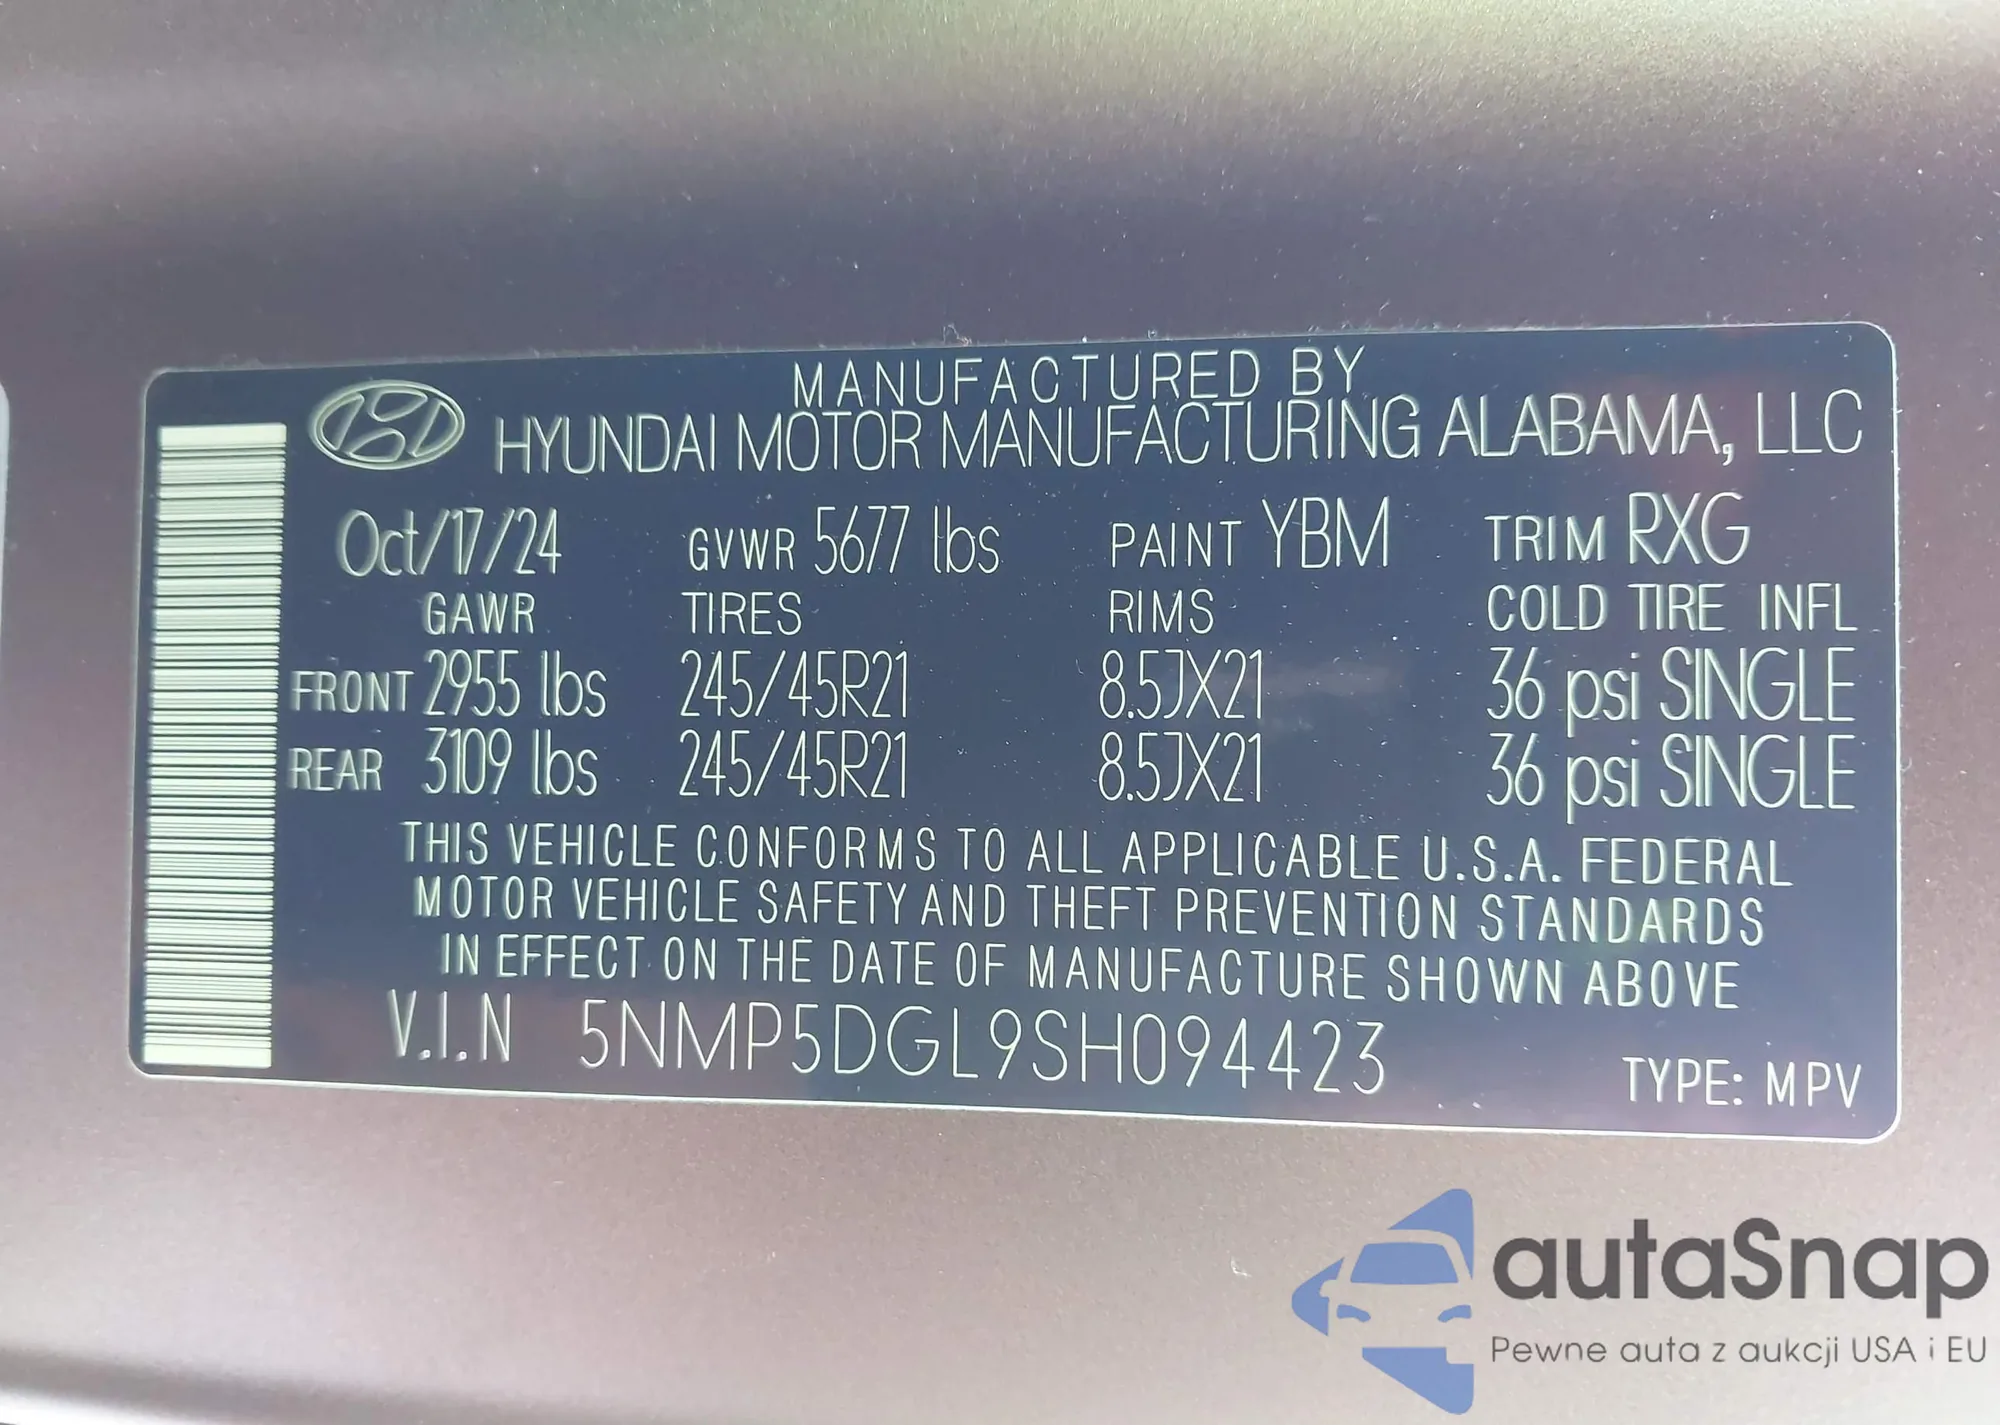 MANUFACTURED BY
HYUNDAI MOTOR MANUFACTURING ALABAMA, LLC
Oct/17/24 GVWR 5677 lbs PAINT YBM TRIM RXG
GAWR TIRES RIMS COLD TIRE INFL
FRONT 2955 lbs 245/45R21 8.5JX21 36 psi SINGLE
REAR 3109 lbs 245/45R21 8.5JX21 36 psi SINGLE
THIS VEHICLE CONFORMS TO ALL APPLICABLE U.S.A. FEDERAL
MOTOR VEHICLE SAFETY AND THEFT PREVENTION STANDARDS
IN EFFECT ON THE DATE OF MANUFACTURE SHOWN ABOVE
V.I.N 5NMP5DGL9SH094423 TYPE: MPV
autaSnap
Pewne auta z aukcji USA i EU